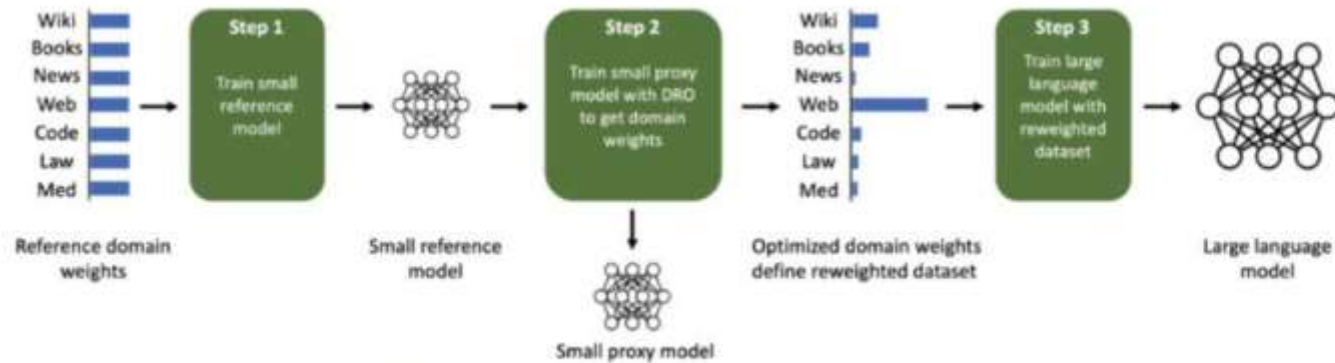 Wiki
Books
News
Web
Code
Law
Med
Reference domain
weights
Step 1
Train small
reference
model
Small reference
model
Step 2
Train small proxy
model with DRO
to get domain
weights
Small proxy model
Wiki
Books
News
Web
Code
Law
Med
Optimized domain weights
define reweighted dataset
Step 3
Train large
language
model with
reweighted
dataset
Large language
model